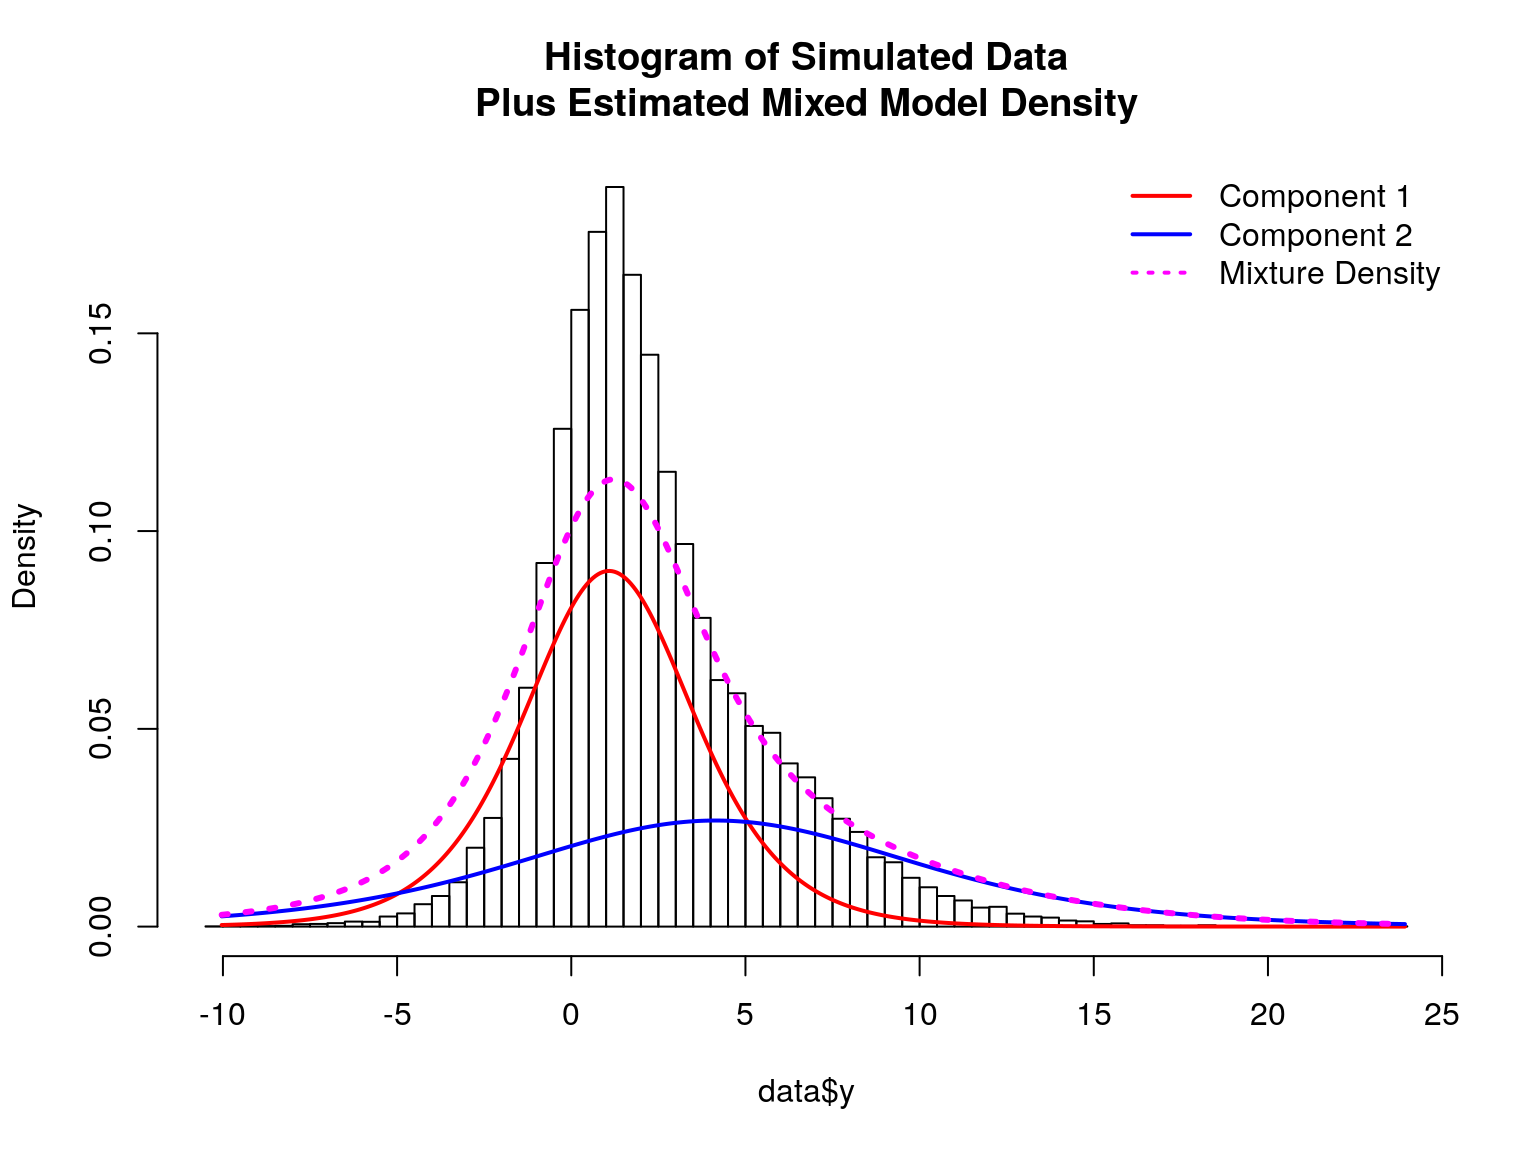 Histogram of Simulated Data
Plus Estimated Mixed Model Density
Component 1
Component 2
Mixture Density
Density
0.15
0.10
0.05
0.00
-10 -5 0 5 10 15 20 25
data$y